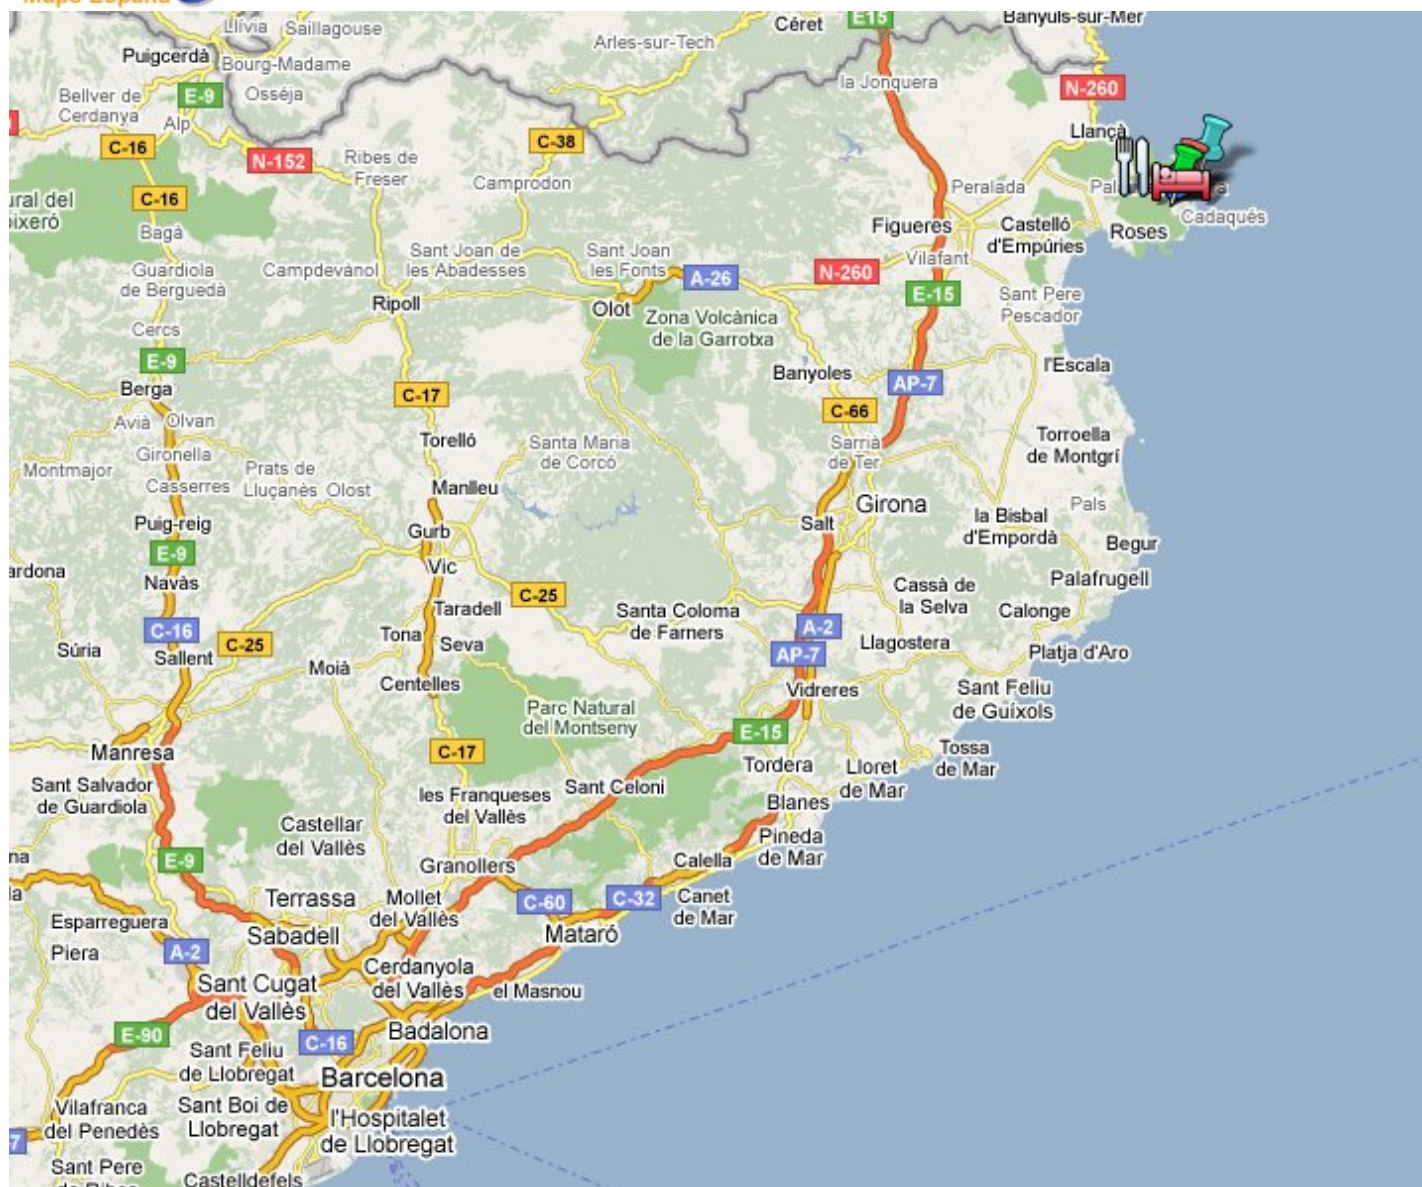 Maps España
Llívia
Saillagouse
Céret
E15
Banyuls-sur-Mer
Puigcerdà
Bourg-Madame
Arles-sur-Tech
la Jonquera
N-260
Bellver de
Cerdanya
E-9
Osséja
Alp
C-16
N-152
Ribes de
Freser
C-38
Camprodon
Llançà
Peralada
Cadaqués
C-16
Bagà
Figueres
Castelló
d'Empúries
Roses
Vilafant
Guardiola
de Berguedà
Campdevànol
Sant Joan de
les Abadesses
Sant Joan
les Fonts
A-26
N-260
E-15
Sant Pere
Pescador
Ripoll
Olot
Zona Volcànica
de la Garrotxa
Cercs
E-9
Berga
Banyoles
AP-7
l'Escala
C-17
C-66
Avià
Olvan
Gironella
Torelló
Santa Maria
de Corcó
Sarrià
de Ter
Torroella
de Montgrí
Montmajor
Casserres
Prats de
Lluçanès
Olost
Manlleu
Girona
Pals
Puig-reig
Gurb
Salt
la Bisbal
d'Empordà
Begur
E-9
Navàs
Vic
C-25
Cassà de
la Selva
Palafrugell
Calonge
Taradell
Santa Coloma
de Farners
A-2
C-16
C-25
Tona
Seva
Llagostera
AP-7
Platja d'Aro
Súria
Sallent
Moià
Centelles
Vidreres
Sant Feliu
de Guíxols
Parc Natural
del Montseny
E-15
Manresa
C-17
Tossa
de Mar
Tordera
Lloret
de Mar
Sant Salvador
de Guardiola
les Franqueses
del Vallès
Sant Celoni
Blanes
Castellar
del Vallès
Pineda
de Mar
E-9
Granollers
Calella
Terrassa
Mollet
del Vallès
C-60
C-32
Canet
de Mar
Esparreguera
Sabadell
Mataró
Piera
A-2
Cerdanyola
del Vallès
Sant Cugat
del Vallès
el Masnou
E-90
C-16
Badalona
Sant Feliu
de Llobregat
Barcelona
Vilafranca
del Penedès
Sant Boi de
Llobregat
l'Hospitalet
de Llobregat
Sant Pere
Castelldefels